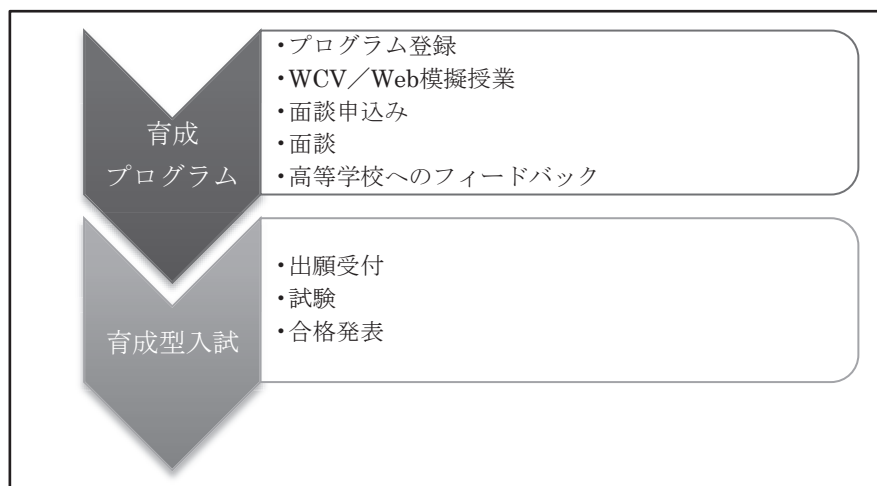 育成
プログラム
・プログラム登録
・WCV／Web模擬授業
・面談申込み
・面談
・高等学校へのフィードバック
育成型入試
・出願受付
・試験
・合格発表